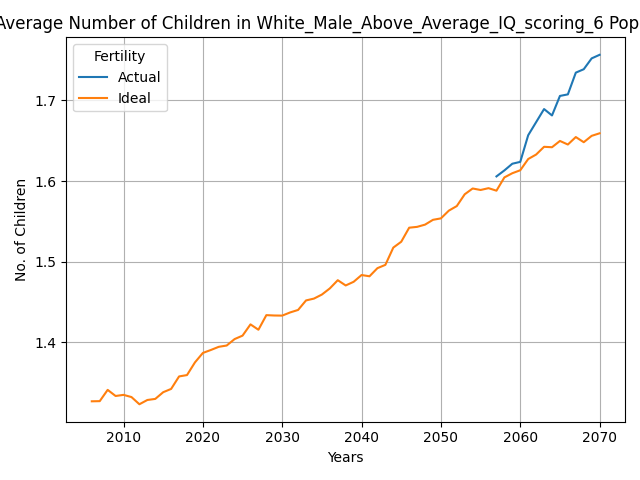 Average Number of Children in White_Male_Above_Average_IQ_scoring_6 Pop
Fertility
Actual
Ideal
No. of Children
1.7
1.6
1.5
1.4
2010 2020 2030 2040 2050 2060 2070
Years